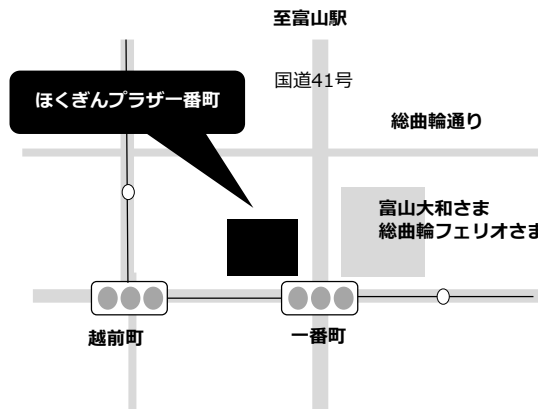 至富山駅
国道41号
ほくぎんプラザ一番町
総曲輪通り
富山大和さま
総曲輪フェリオさま
越前町
一番町